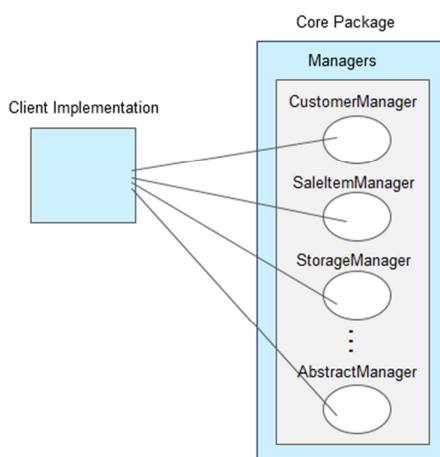 Core Package
Managers
Client Implementation
CustomerManager
SaleItemManager
StorageManager
AbstractManager